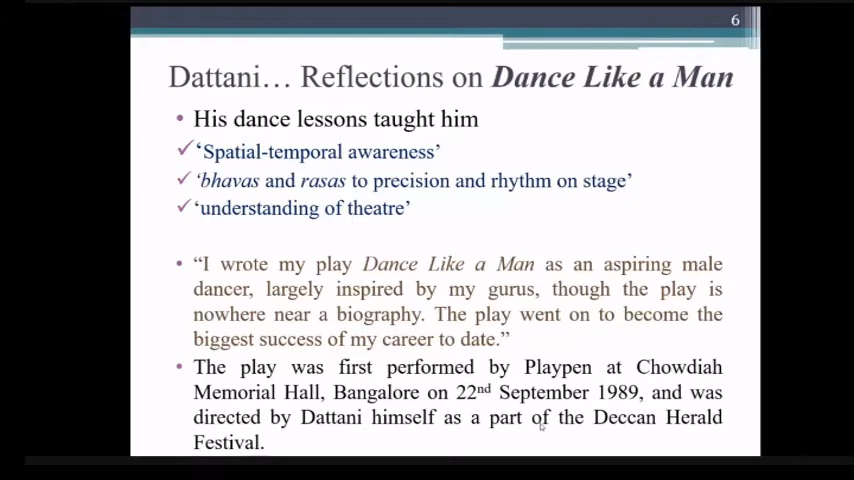 6
Dattani… Reflections on Dance Like a Man
• His dance lessons taught him
✓ ‘Spatial-temporal awareness’
✓ ‘bhavas and rasas to precision and rhythm on stage’
✓ ‘understanding of theatre’
• “I wrote my play Dance Like a Man as an aspiring male
dancer, largely inspired by my gurus, though the play is
nowhere near a biography. The play went on to become the
biggest success of my career to date.”
• The play was first performed by Playpen at Chowdiah
Memorial Hall, Bangalore on 22nd September 1989, and was
directed by Dattani himself as a part of the Deccan Herald
Festival.